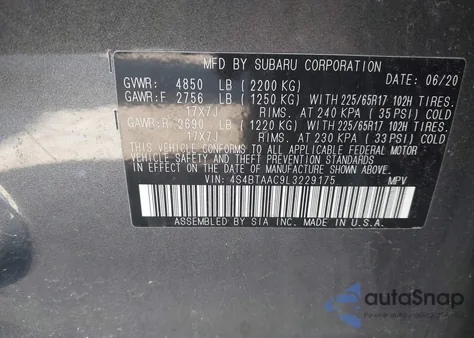 MFD BY SUBARU CORPORATION
GVWR: 4850 LB (2200 KG) DATE: 06/20
GAWR:F 2756 LB (1250 KG) WITH 225/65R17 102H TIRES.
17X7J RIMS, AT 240 KPA (35 PSI) COLD
GAWR:R 2690 LB (1220 KG) WITH 225/65R17 102H TIRES.
17X7J RIMS, AT 230 KPA (33 PSI) COLD
THIS VEHICLE CONFORMS TO ALL APPLICABLE FEDERAL MOTOR
VEHICLE SAFETY STANDARDS IN EFFECT ON THE DATE OF
MANUFACTURE SHOWN ABOVE.
VIN: 4S4BTAAC9L3229175 MPV
ASSEMBLED BY SIA INC. MADE IN U.S.A.
autoSnap
POWERED BY